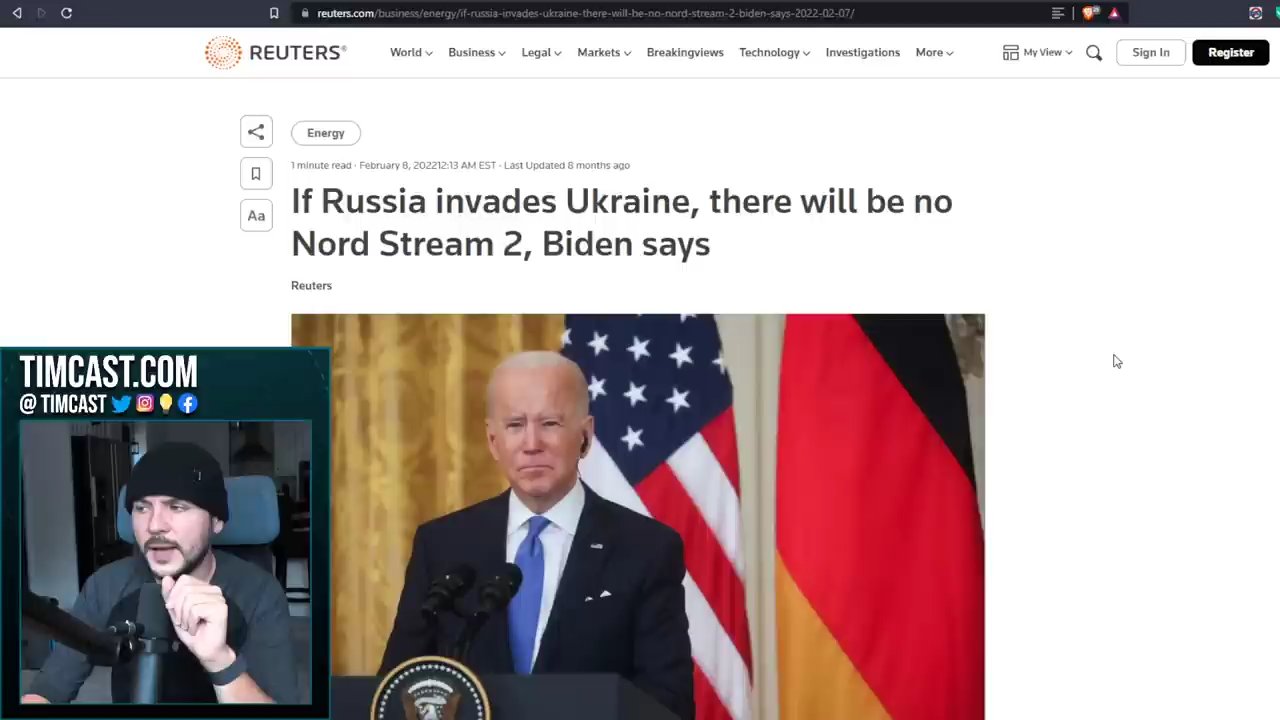 reuters.com/business/energy/if-russia-invades-ukraine-there-will-be-no-nord-stream-2-biden-says-2022-02-07/
REUTERS®
World Business Legal Markets Breakingviews Technology Investigations More My View Sign In Register
Energy
1 minute read · February 8, 202212:13 AM EST · Last Updated 8 months ago
Aa
If Russia invades Ukraine, there will be no
Nord Stream 2, Biden says
Reuters
TIMCAST.COM
@ TIMCAST